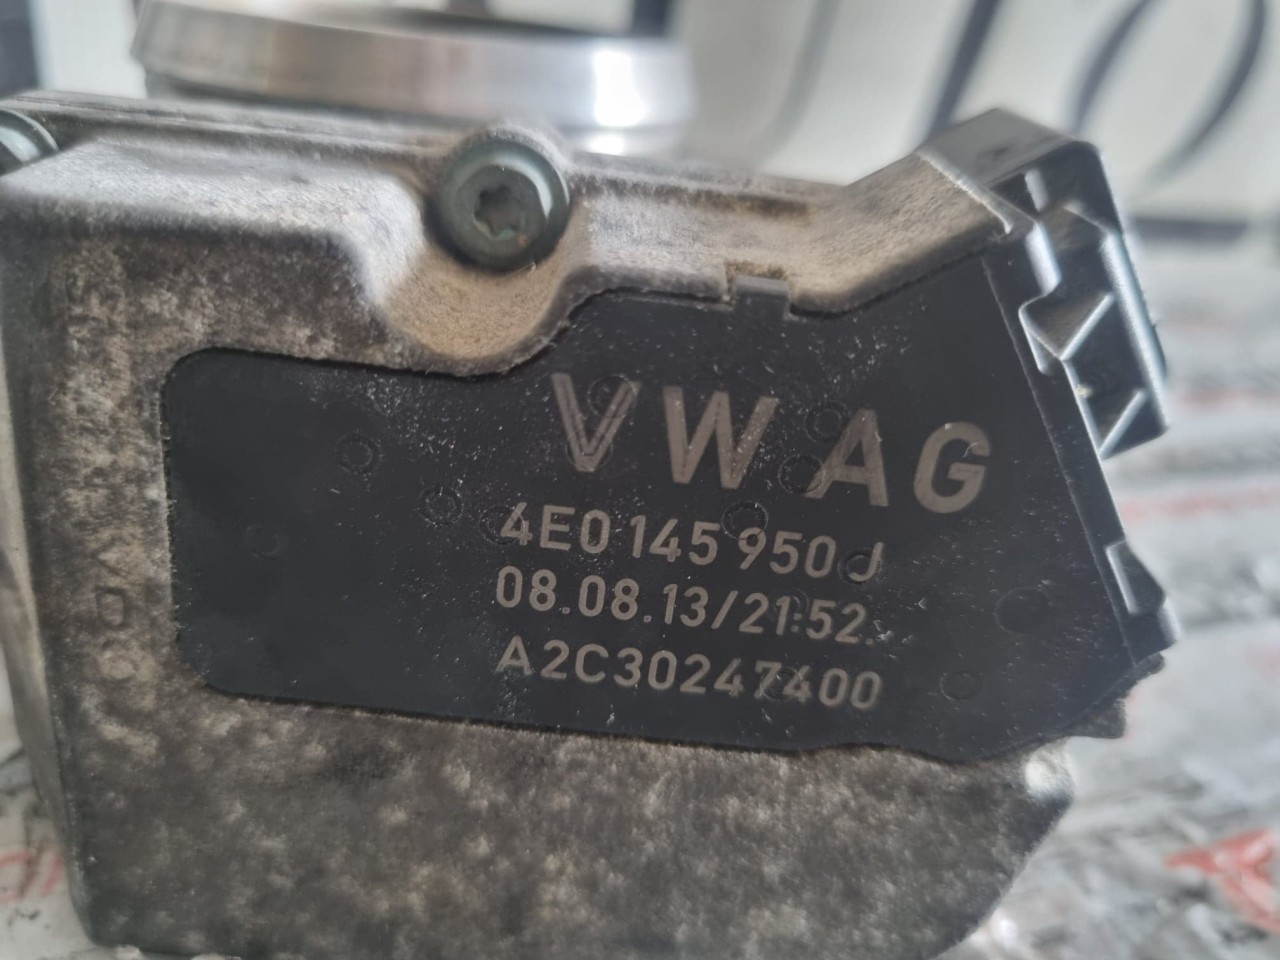 VW AG
4E0 145 950 J
08.08.13/21:52
A2C30247400